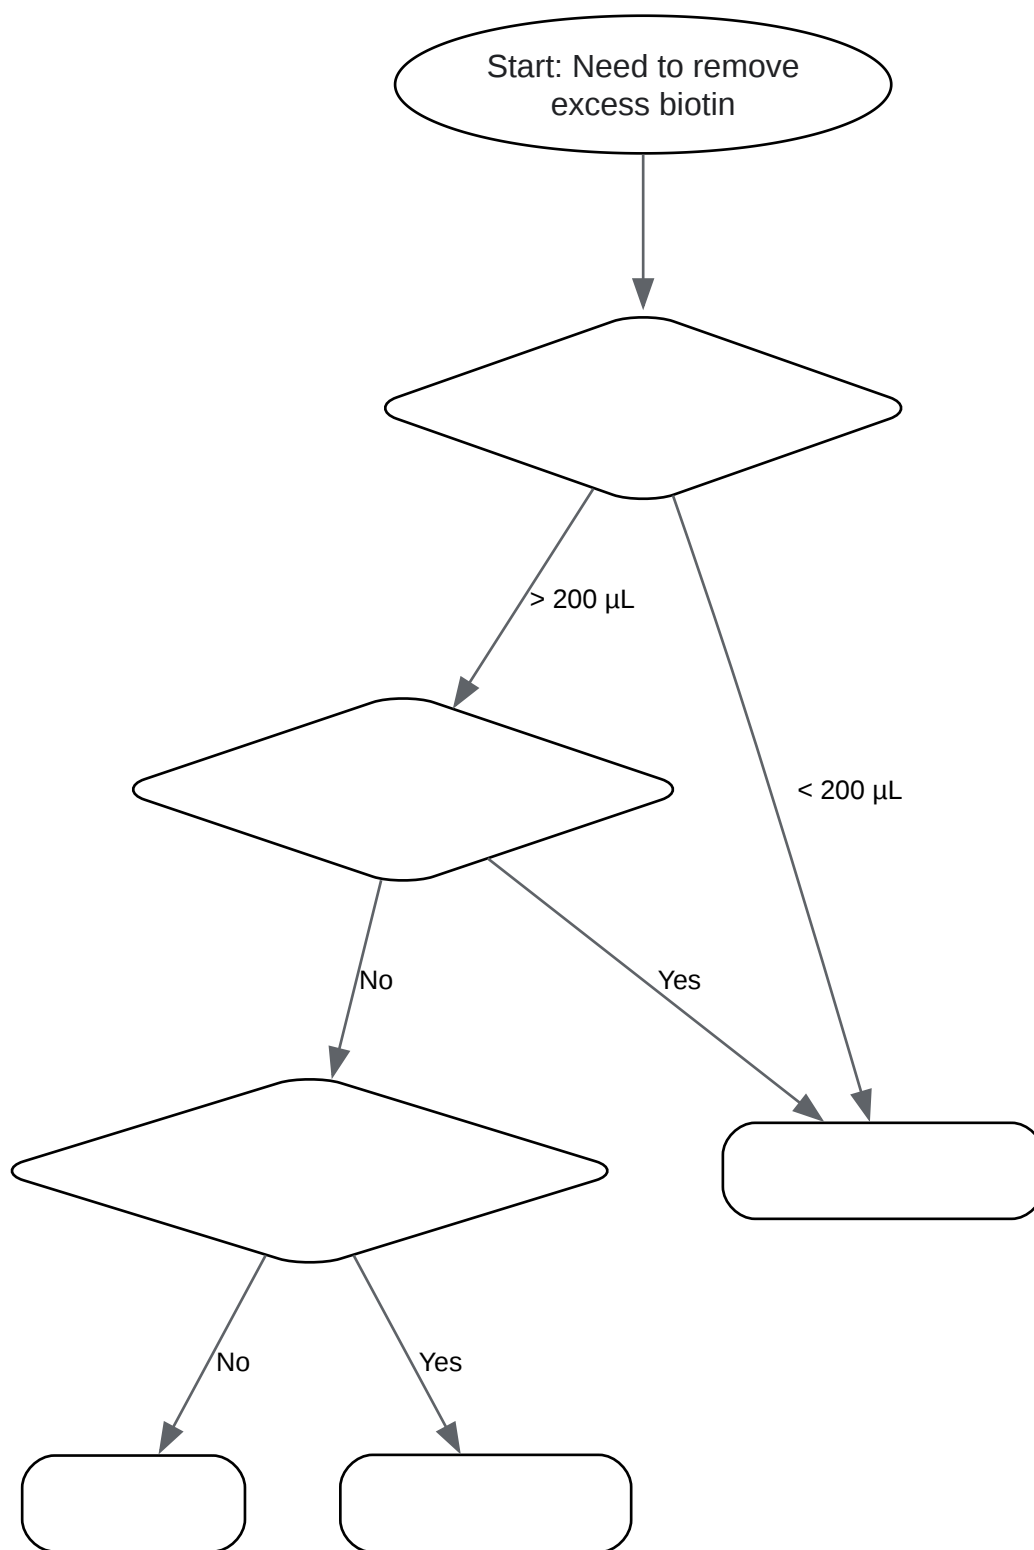 Start: Need to remove
excess biotin
> 200 µL
< 200 µL
No
Yes
No
Yes